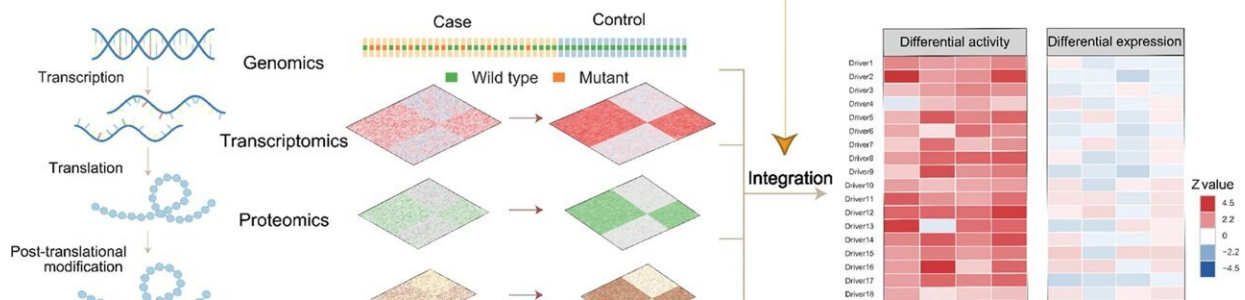 Transcription
Translation
Post-translational
modification
Genomics
Transcriptomics
Proteomics
Case
Control
Wild type
Mutant
Integration
Differential activity
Differential expression
Driver1
Driver2
Driver3
Driver4
Driver5
Driver6
Driver7
Driver8
Driver9
Driver10
Driver11
Driver12
Driver13
Driver14
Driver15
Driver16
Driver17
Driver18
Z value
4.5
2.2
0
−2.2
−4.5